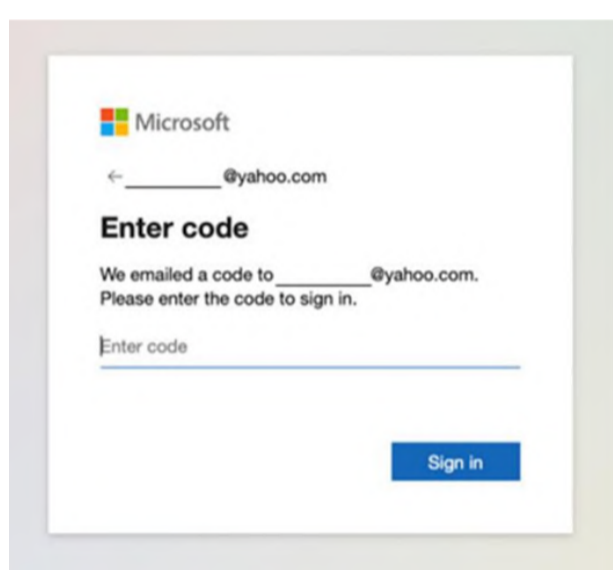 Microsoft
← _________@yahoo.com
Enter code
We emailed a code to _________@yahoo.com.
Please enter the code to sign in.
Enter code
Sign in